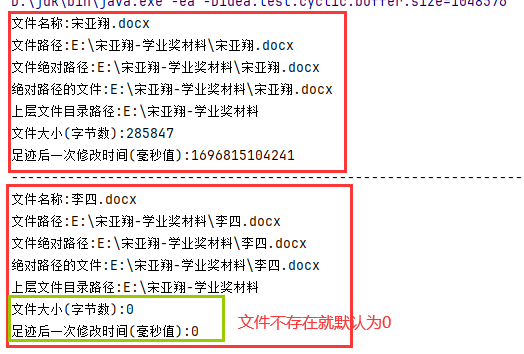 D:\jdk\bin\java.exe -ea -Didea.test.cyclic.buffer.size=1048576
文件名称:宋亚翔.docx
文件路径:E:\宋亚翔-学业奖材料\宋亚翔.docx
文件绝对路径:E:\宋亚翔-学业奖材料\宋亚翔.docx
绝对路径的文件:E:\宋亚翔-学业奖材料\宋亚翔.docx
上层文件目录路径:E:\宋亚翔-学业奖材料
文件大小(字节数):285847
足迹后一次修改时间(毫秒值):1696815104241
----------------------------------------------------------------
文件名称:李四.docx
文件路径:E:\宋亚翔-学业奖材料\李四.docx
文件绝对路径:E:\宋亚翔-学业奖材料\李四.docx
绝对路径的文件:E:\宋亚翔-学业奖材料\李四.docx
上层文件目录路径:E:\宋亚翔-学业奖材料
文件大小(字节数):0
足迹后一次修改时间(毫秒值):0
文件不存在就默认为0